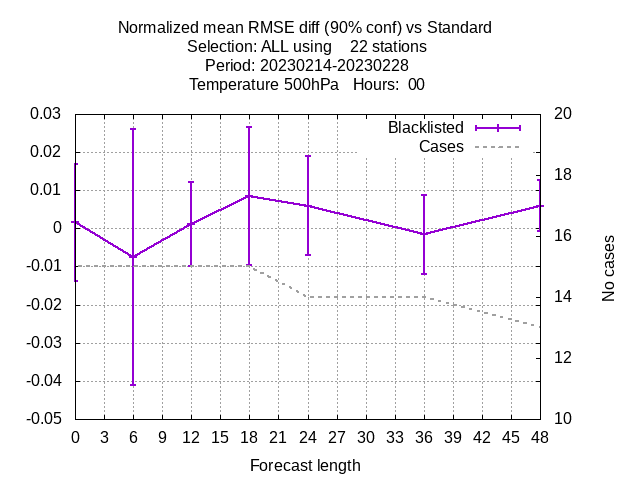 Normalized mean RMSE diff (90% conf) vs Standard
Selection: ALL using    22 stations
Period: 20230214-20230228
Temperature 500hPa   Hours:  00
Blacklisted
Cases
0.03
0.02
0.01
0
-0.01
-0.02
-0.03
-0.04
-0.05
20
18
16
14
12
10
No cases
0 3 6 9 12 15 18 21 24 27 30 33 36 39 42 45 48
Forecast length